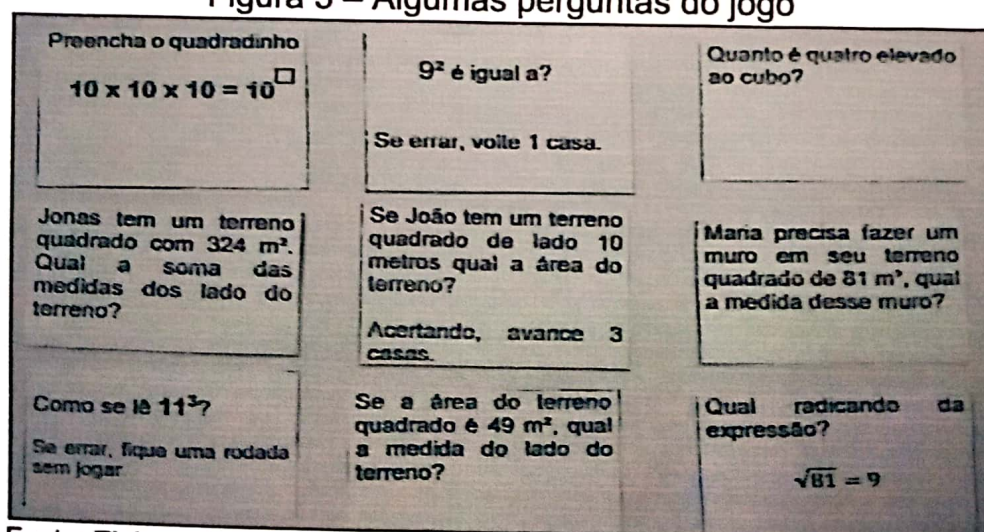 Figura 3 – Algumas perguntas do jogo
Preencha o quadradinho
10 x 10 x 10 = 10□
9² é igual a?
Se errar, volte 1 casa.
Quanto é quatro elevado
ao cubo?
Jonas tem um terreno
quadrado com 324 m².
Qual a soma das
medidas dos lado do
terreno?
Se João tem um terreno
quadrado de lado 10
metros qual a área do
terreno?
Acertando, avance 3
casas.
Maria precisa fazer um
muro em seu terreno
quadrado de 81 m², qual
a medida desse muro?
Como se lê 11³?
Se errar, fique uma rodada
sem jogar
Se a área do terreno
quadrado é 49 m², qual
a medida do lado do
terreno?
Qual radicando da
expressão?
√81 = 9